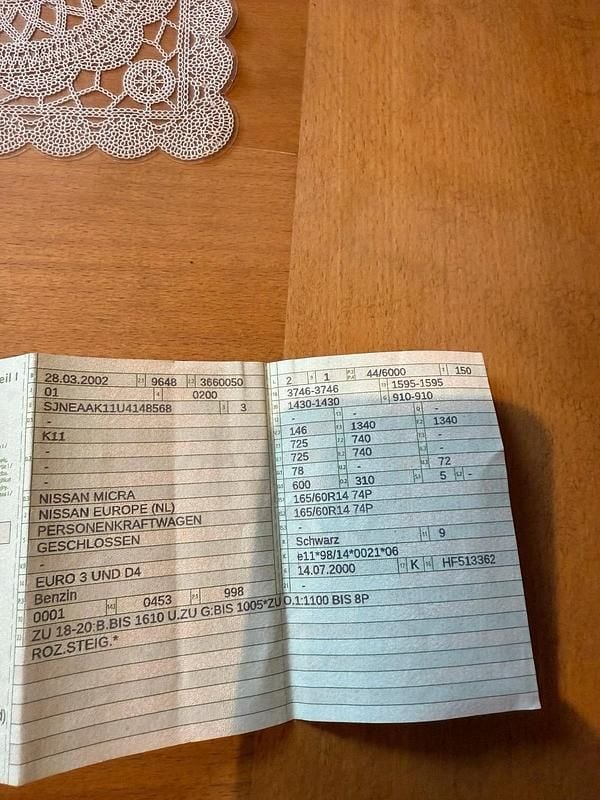 eil I
28.03.2002 9648 3660050
01 0200
SJNEAAK11U4148568 3
-
K11
-
-
-
NISSAN MICRA
NISSAN EUROPE (NL)
PERSONENKRAFTWAGEN
GESCHLOSSEN
-
EURO 3 UND D4
Benzin
0001 0453 998
ZU 18-20:B.BIS 1610 U.ZU G:BIS 1005*ZU O.1:1100 BIS 8P
ROZ.STEIG.*
2 1 44/6000 150
3746-3746 1595-1595
1430-1430 910-910
- - -
146 1340 1340
725 740 -
725 740 -
78 - 72
600 310 5 -
165/60R14 74P
165/60R14 74P
-
Schwarz 9
e11*98/14*0021*06
14.07.2000 K HF513362
-